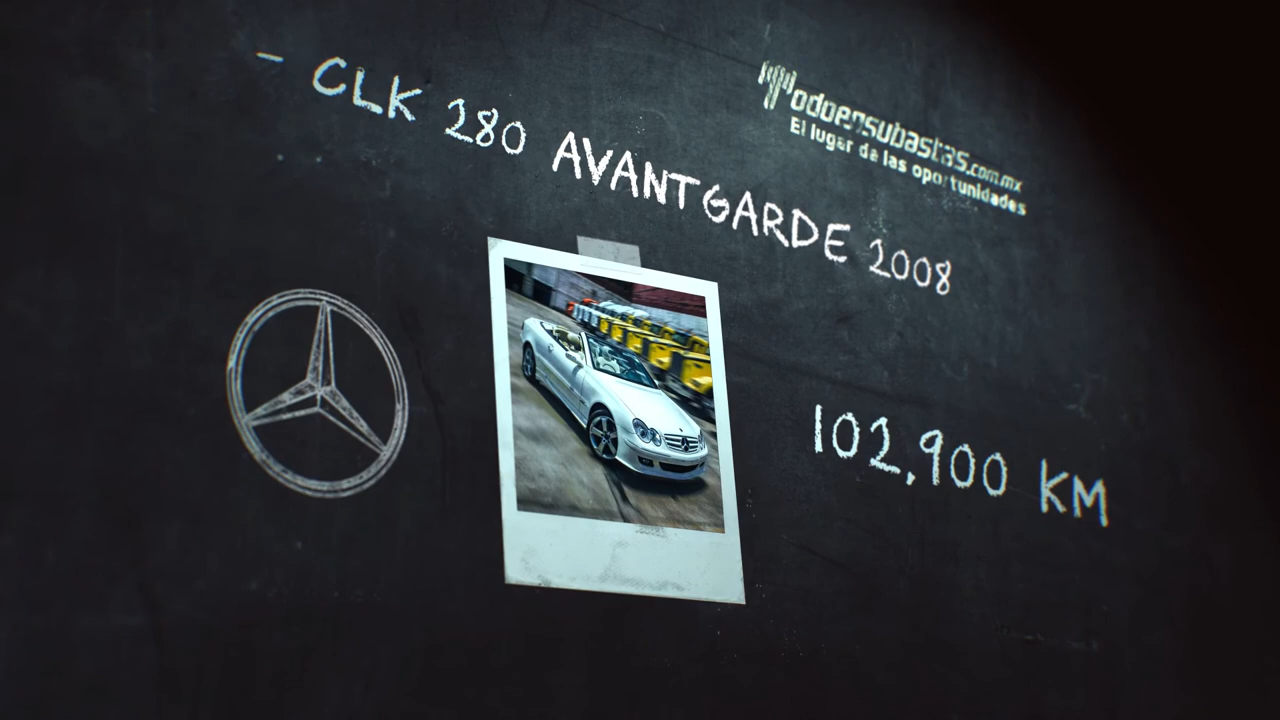 - CLK 280 AVANTGARDE 2008
Todoensubastas.com.mx
El lugar de las oportunidades
102,900 KM